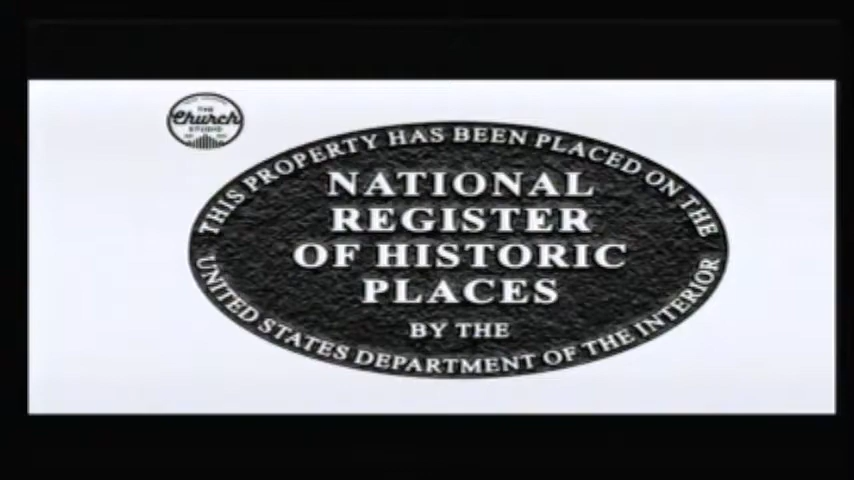 THE
Church
STUDIO
THIS PROPERTY HAS BEEN PLACED ON THE
NATIONAL
REGISTER
OF HISTORIC
PLACES
BY THE
UNITED STATES DEPARTMENT OF THE INTERIOR